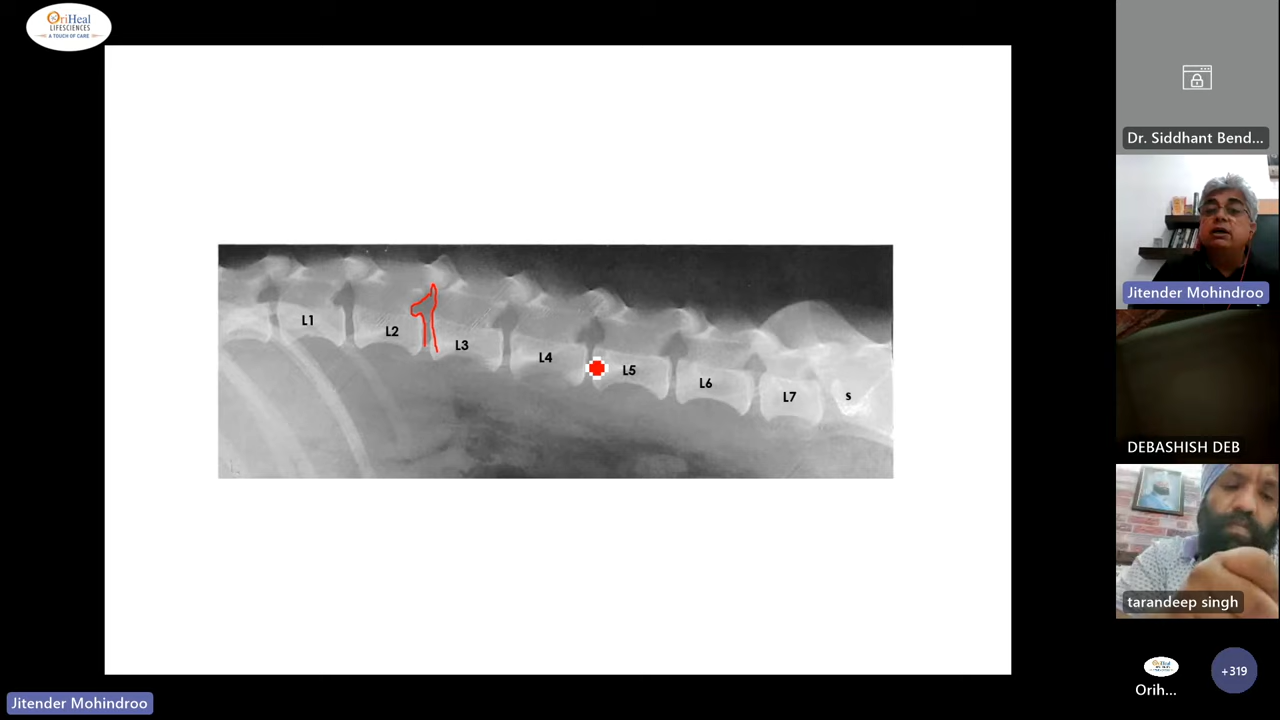 OriHeal
LIFESCIENCES
A TOUCH OF CARE
L1
L2
L3
L4
L5
L6
L7
s
Dr. Siddhant Bend...
Jitender Mohindroo
DEBASHISH DEB
tarandeep singh
Orih...
+319
Jitender Mohindroo